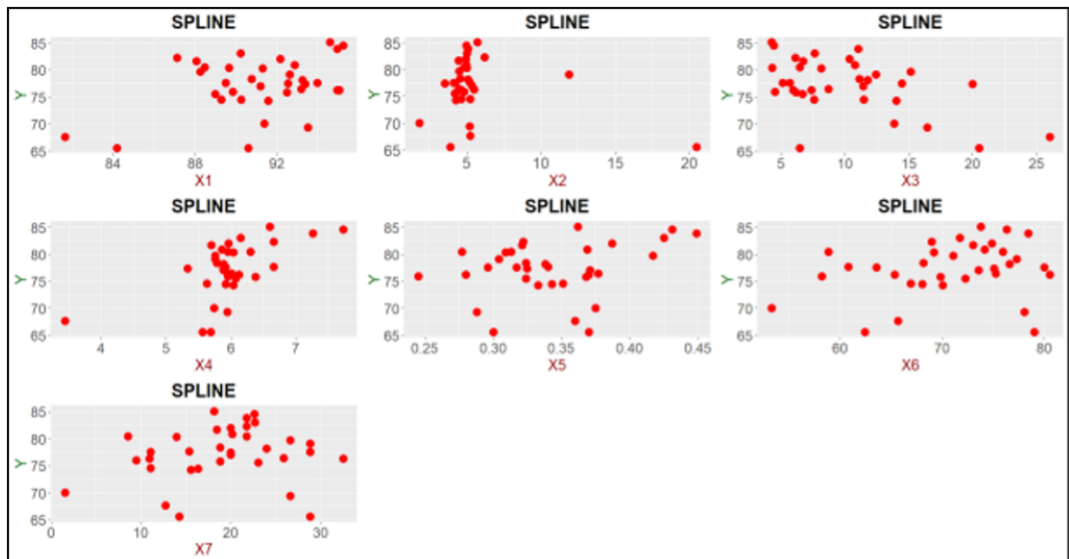 SPLINE SPLINE SPLINE
85 85 85
80 80 80
Y 75 Y 75 Y 75
70 70 70
65 65 65
84 88 92 5 10 15 20 5 10 15 20 25
X1 X2 X3
SPLINE SPLINE SPLINE
85 85 85
80 80 80
Y 75 Y 75 Y 75
70 70 70
65 65 65
4 5 6 7 0.25 0.30 0.35 0.40 0.45 60 70 80
X4 X5 X6
SPLINE
85
80
Y 75
70
65
0 10 20 30
X7